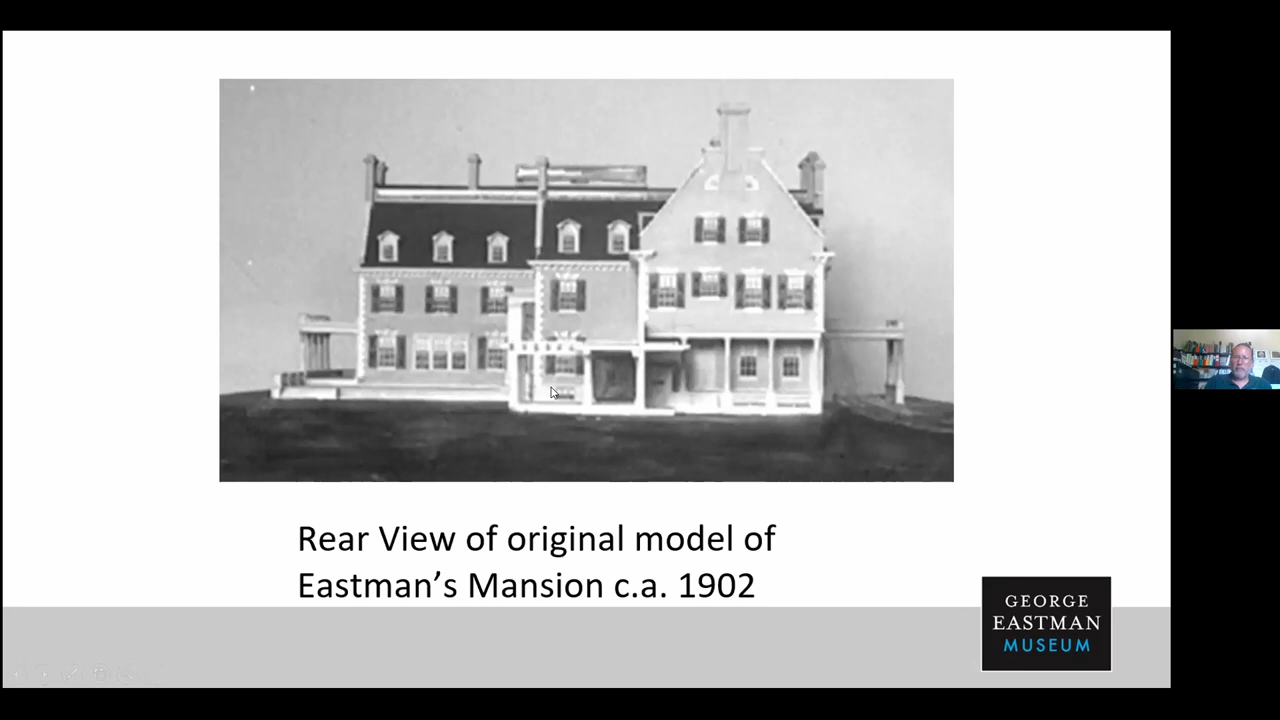 Rear View of original model of
Eastman’s Mansion c.a. 1902
GEORGE
EASTMAN
MUSEUM